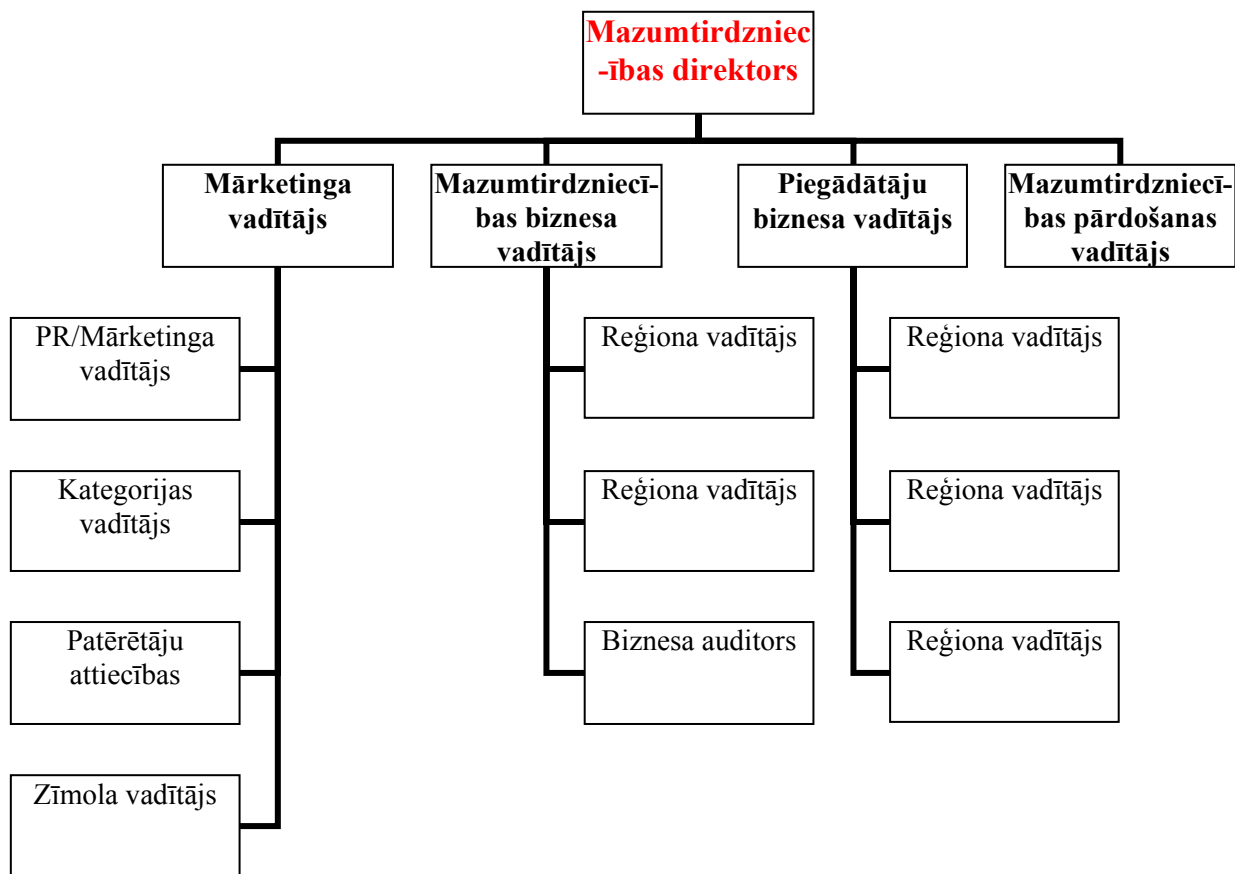 Mazumtirdzniec
-ības direktors
Mārketinga
vadītājs
Mazumtirdzniecī-
bas biznesa
vadītājs
Piegādātāju
biznesa vadītājs
Mazumtirdzniecī-
bas pārdošanas
vadītājs
PR/Mārketinga
vadītājs
Reģiona vadītājs
Reģiona vadītājs
Kategorijas
vadītājs
Reģiona vadītājs
Reģiona vadītājs
Patērētāju
attiecības
Biznesa auditors
Reģiona vadītājs
Zīmola vadītājs